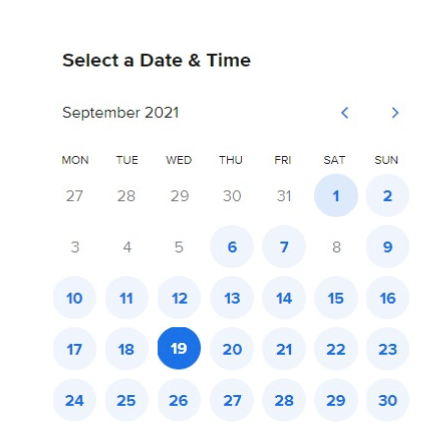 Select a Date & Time
September 2021
MON TUE WED THU FRI SAT SUN
27 28 29 30 31 1 2
3 4 5 6 7 8 9
10 11 12 13 14 15 16
17 18 19 20 21 22 23
24 25 26 27 28 29 30